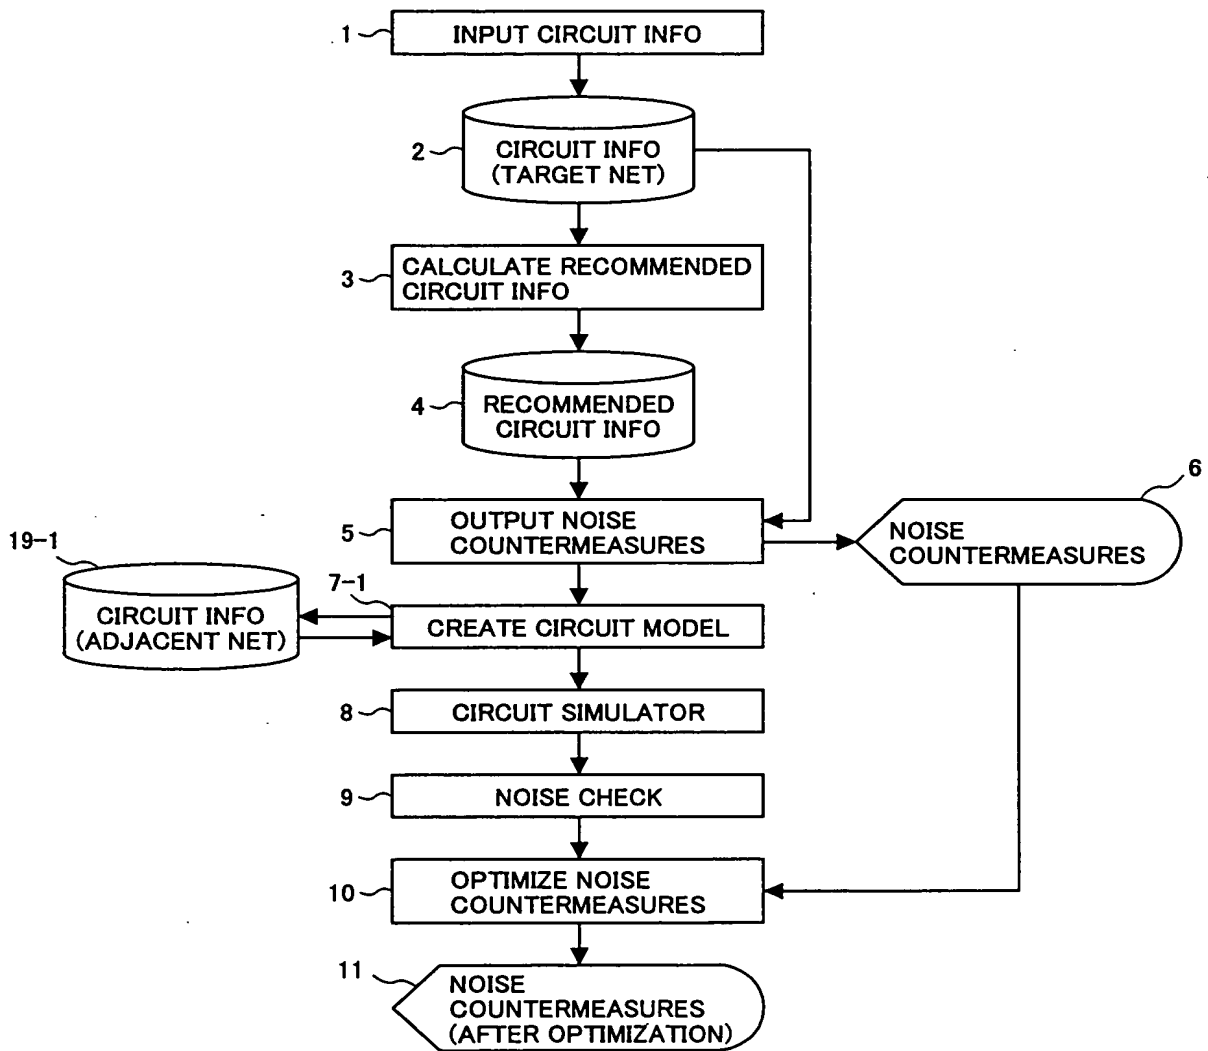 1
INPUT CIRCUIT INFO
2
CIRCUIT INFO
(TARGET NET)
3
CALCULATE RECOMMENDED
CIRCUIT INFO
4
RECOMMENDED
CIRCUIT INFO
5
OUTPUT NOISE
COUNTERMEASURES
6
NOISE
COUNTERMEASURES
19-1
CIRCUIT INFO
(ADJACENT NET)
7-1
CREATE CIRCUIT MODEL
8
CIRCUIT SIMULATOR
9
NOISE CHECK
10
OPTIMIZE NOISE
COUNTERMEASURES
11
NOISE
COUNTERMEASURES
(AFTER OPTIMIZATION)